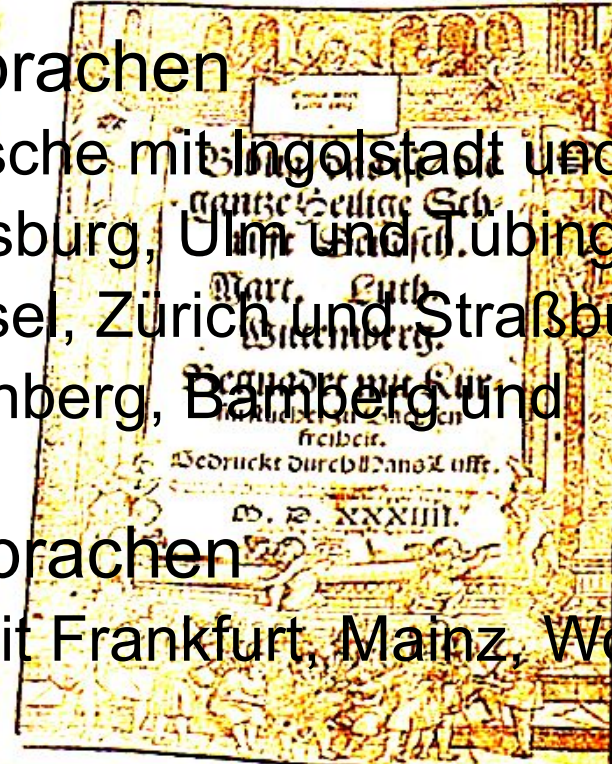 prachen
sche mit Ingolstadt und
gantze Heilige Sch-
sburg, Ulm und Tübing
Mart. Luth.
sel, Zürich und Straßbu
Wittemberg.
nberg, Bamberg und
freiheit.
Gedruckt durch Hans Lufft.
M. D. XXXIIII.
prachen
it Frankfurt, Mainz, Wo